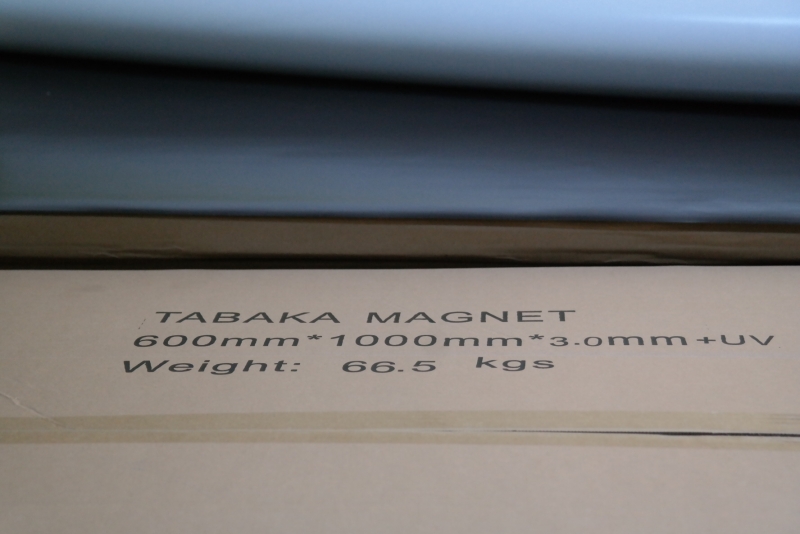 TABAKA MAGNET
600mm*1000mm*3.0mm+UV
Weight: 66.5 kgs